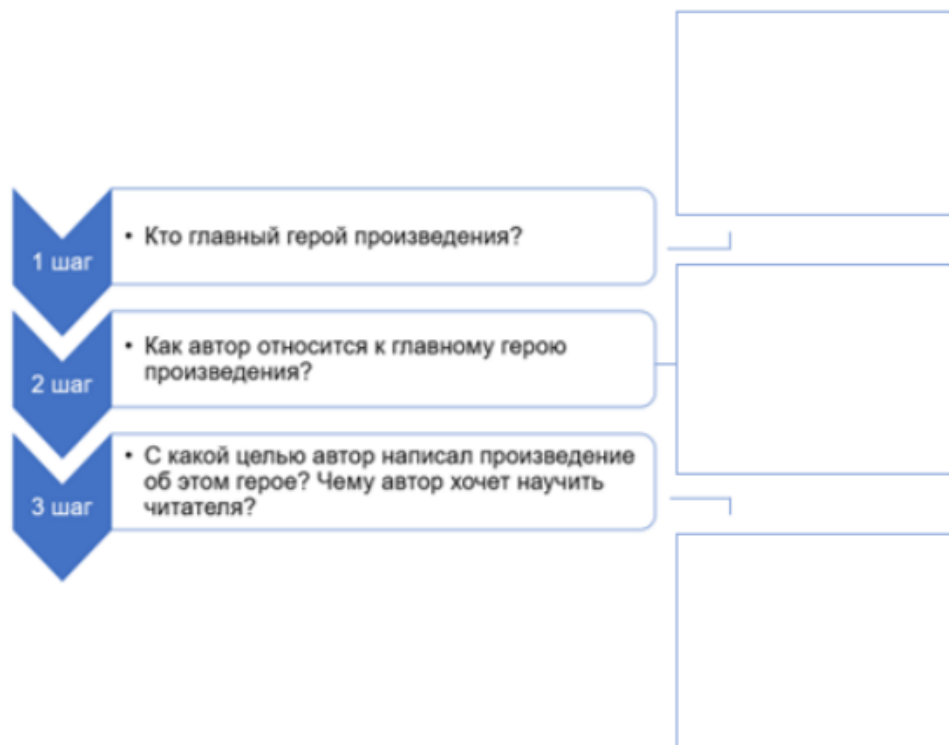 1 шаг
• Кто главный герой произведения?
2 шаг
• Как автор относится к главному герою
произведения?
3 шаг
• С какой целью автор написал произведение
об этом герое? Чему автор хочет научить
читателя?